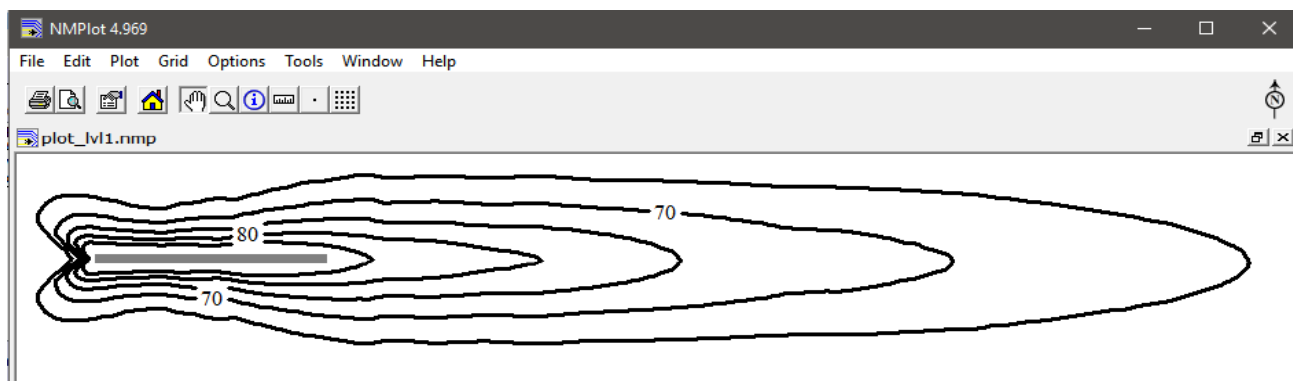 NMPlot 4.969
File Edit Plot Grid Options Tools Window Help
N
plot_lvl1.nmp
70
80
70